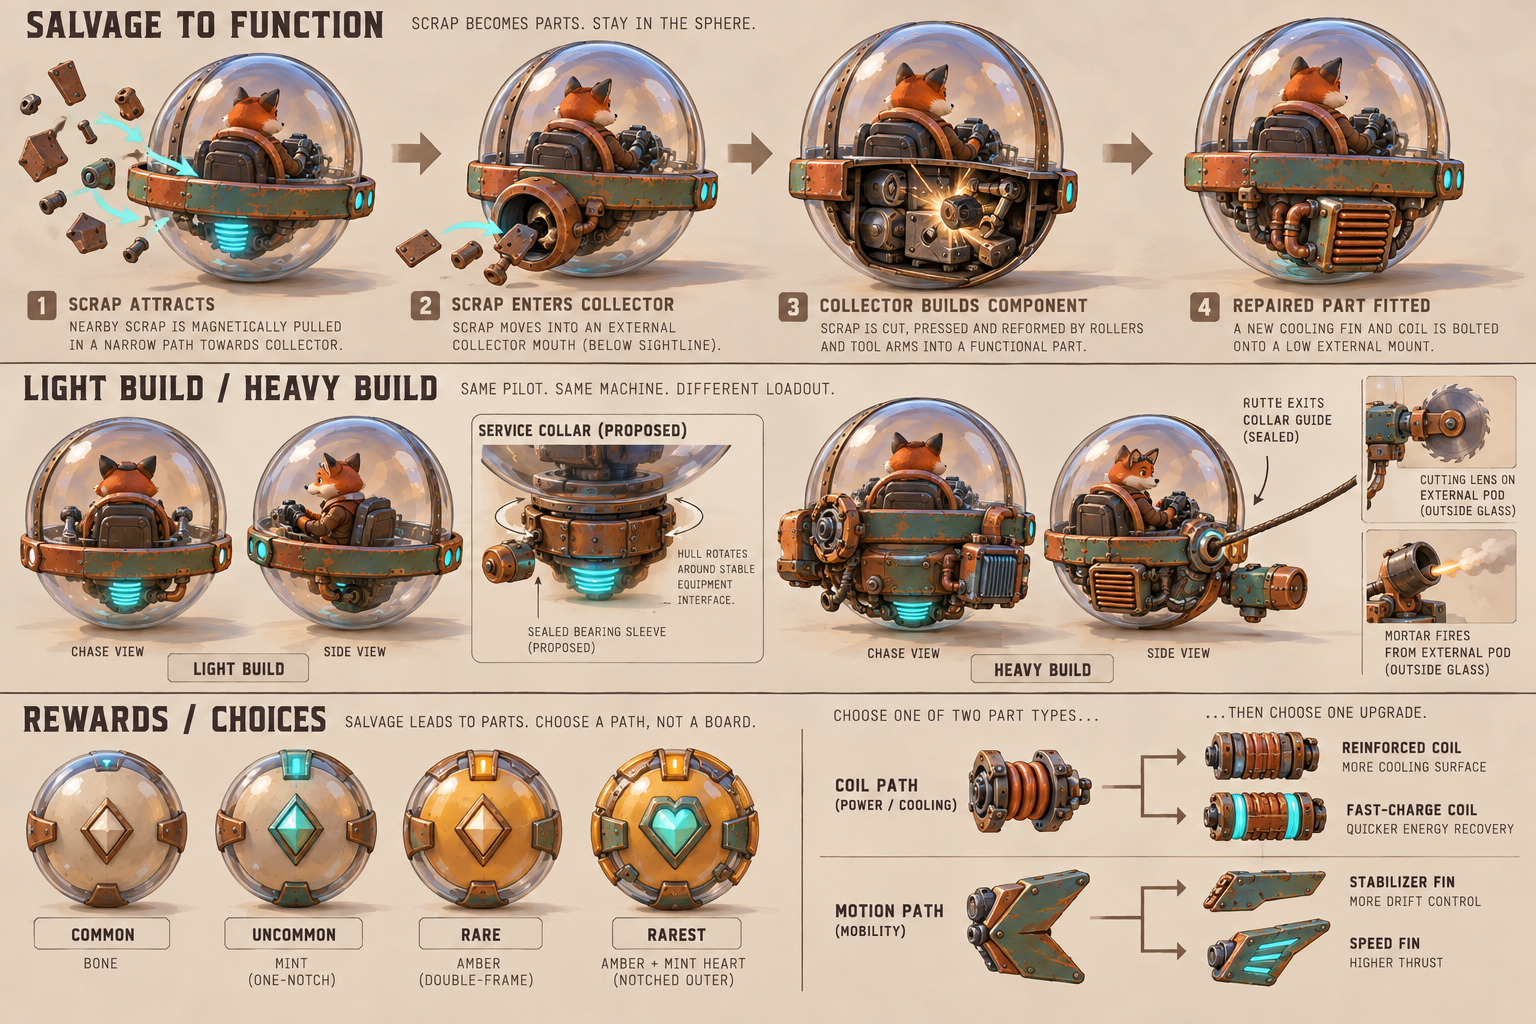 SALVAGE TO FUNCTION
SCRAP BECOMES PARTS. STAY IN THE SPHERE.
1 SCRAP ATTRACTS
NEARBY SCRAP IS MAGNETICALLY PULLED
IN A NARROW PATH TOWARDS COLLECTOR.
2 SCRAP ENTERS COLLECTOR
SCRAP MOVES INTO AN EXTERNAL
COLLECTOR MOUTH (BELOW SIGHTLINE).
3 COLLECTOR BUILDS COMPONENT
SCRAP IS CUT, PRESSED AND REFORMED BY ROLLERS
AND TOOL ARMS INTO A FUNCTIONAL PART.
4 REPAIRED PART FITTED
A NEW COOLING FIN AND COIL IS BOLTED
ONTO A LOW EXTERNAL MOUNT.
LIGHT BUILD / HEAVY BUILD
SAME PILOT. SAME MACHINE. DIFFERENT LOADOUT.
CHASE VIEW
SIDE VIEW
LIGHT BUILD
SERVICE COLLAR (PROPOSED)
HULL ROTATES
AROUND STABLE
EQUIPMENT
INTERFACE.
SEALED BEARING SLEEVE
(PROPOSED)
CHASE VIEW
SIDE VIEW
HEAVY BUILD
RUTTE EXITS
COLLAR GUIDE
(SEALED)
CUTTING LENS ON
EXTERNAL POD
(OUTSIDE GLASS)
MORTAR FIRES
FROM EXTERNAL POD
(OUTSIDE GLASS)
REWARDS / CHOICES
SALVAGE LEADS TO PARTS. CHOOSE A PATH, NOT A BOARD.
COMMON
BONE
UNCOMMON
MINT
(ONE-NOTCH)
RARE
AMBER
(DOUBLE-FRAME)
RAREST
AMBER + MINT HEART
(NOTCHED OUTER)
CHOOSE ONE OF TWO PART TYPES...
...THEN CHOOSE ONE UPGRADE.
COIL PATH
(POWER / COOLING)
REINFORCED COIL
MORE COOLING SURFACE
FAST-CHARGE COIL
QUICKER ENERGY RECOVERY
MOTION PATH
(MOBILITY)
STABILIZER FIN
MORE DRIFT CONTROL
SPEED FIN
HIGHER THRUST